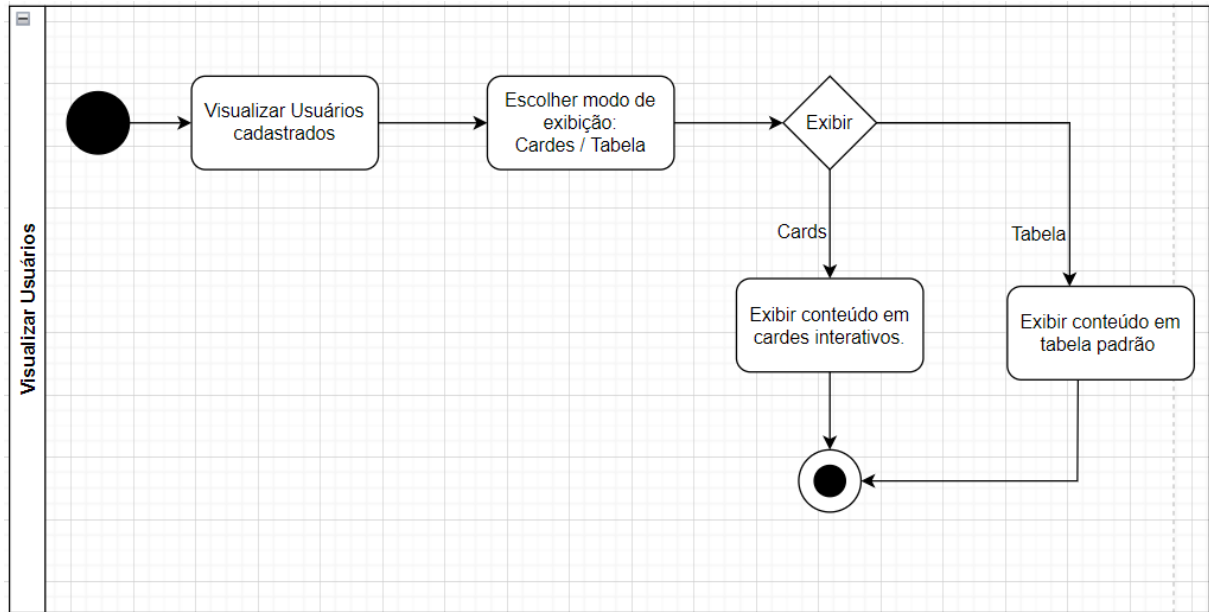 Visualizar Usuários
Visualizar Usuários
cadastrados
Escolher modo de
exibição:
Cardes / Tabela
Exibir
Cards
Tabela
Exibir conteúdo em
cardes interativos.
Exibir conteúdo em
tabela padrão